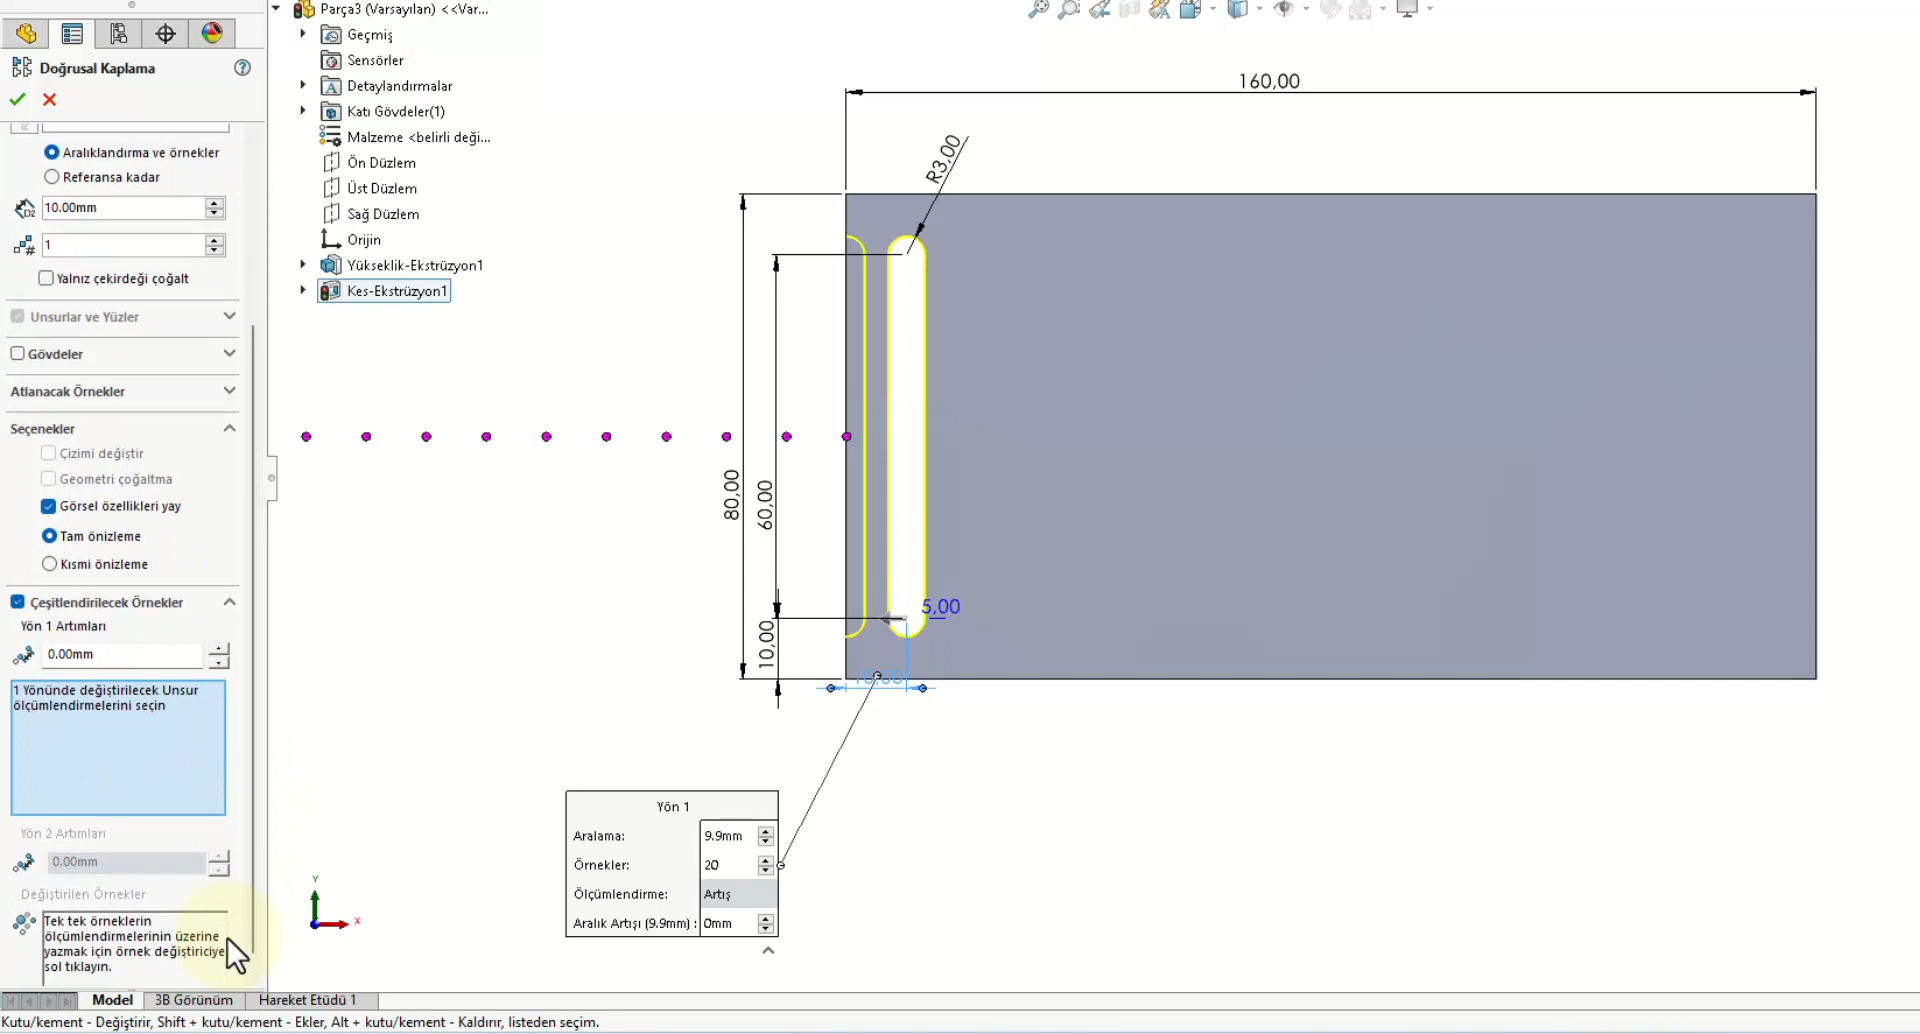 Doğrusal Kaplama
Aralıklandırma ve örnekler
Referansa kadar
D2
10.00mm
#
1
Yalnız çekirdeği çoğalt
Unsurlar ve Yüzler
Gövdeler
Atlanacak Örnekler
Seçenekler
Çizimi değiştir
Geometri çoğaltma
Görsel özellikleri yay
Tam önizleme
Kısmi önizleme
Çeşitlendirilecek Örnekler
Yön 1 Artımları
0.00mm
1 Yönünde değiştirilecek Unsur
ölçümlendirmelerini seçin
Yön 2 Artımları
0.00mm
Değiştirilen Örnekler
Tek tek örneklerin
ölçümlendirmelerinin üzerine
yazmak için örnek değiştiriciye
sol tıklayın.
Parça3 (Varsayılan) <<Var...
Geçmiş
Sensörler
Detaylandırmalar
Katı Gövdeler(1)
Malzeme <belirli deği...
Ön Düzlem
Üst Düzlem
Sağ Düzlem
Orijin
Yükseklik-Ekstrüzyon1
Kes-Ekstrüzyon1
160,00
R3,00
80,00
60,00
10,00
5,00
10,00
Yön 1
Aralama: 9.9mm
Örnekler: 20
Ölçümlendirme: Artış
Aralık Artışı (9.9mm) : 0mm
Y
X
Model 3B Görünüm Hareket Etüdü 1
Kutu/kement - Değiştirir, Shift + kutu/kement - Ekler, Alt + kutu/kement - Kaldırır, listeden seçim.